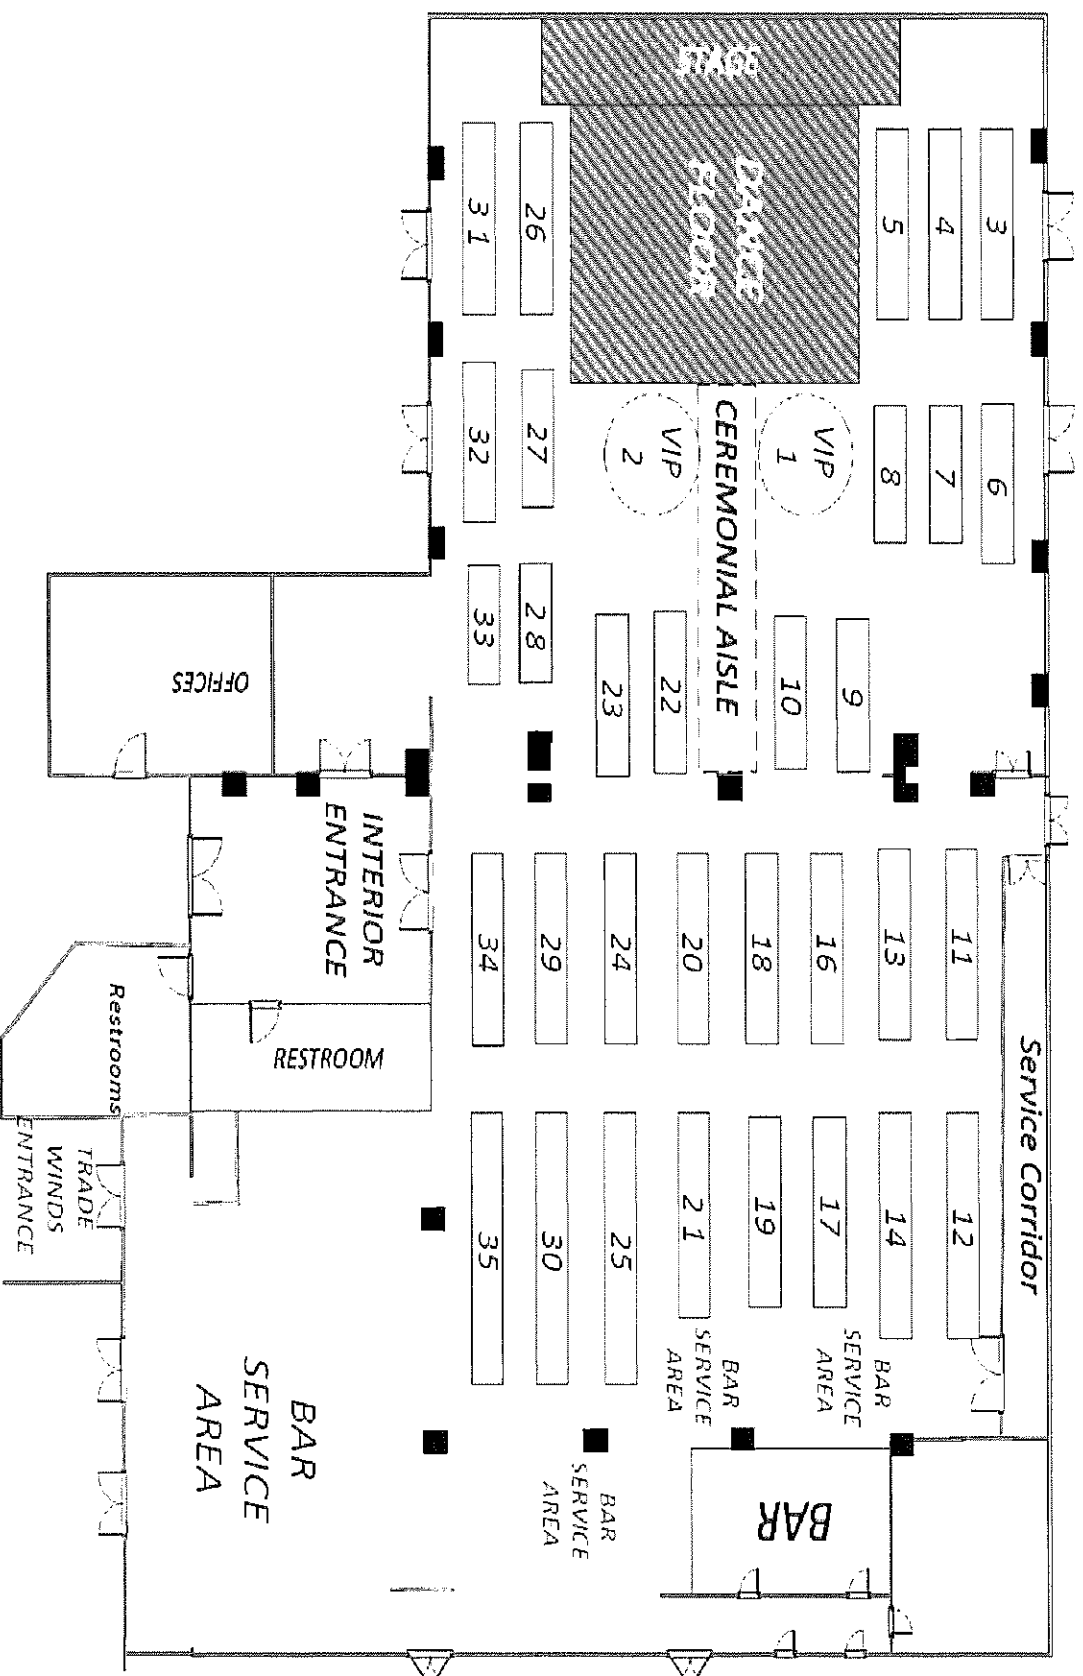 STAGE
DANCE
FLOOR
3
4
5
26
31
6
7
8
VIP
1
CEREMONIAL AISLE
VIP
2
27
32
9
10
22
23
28
33
OFFICES
INTERIOR
ENTRANCE
11
13
16
18
20
24
29
34
Service Corridor
RESTROOM
Restrooms
TRADE
WINDS
ENTRANCE
12
14
17
19
21
25
30
35
BAR
SERVICE
AREA
BAR
SERVICE
AREA
BAR
SERVICE
AREA
BAR
SERVICE
AREA
BAR